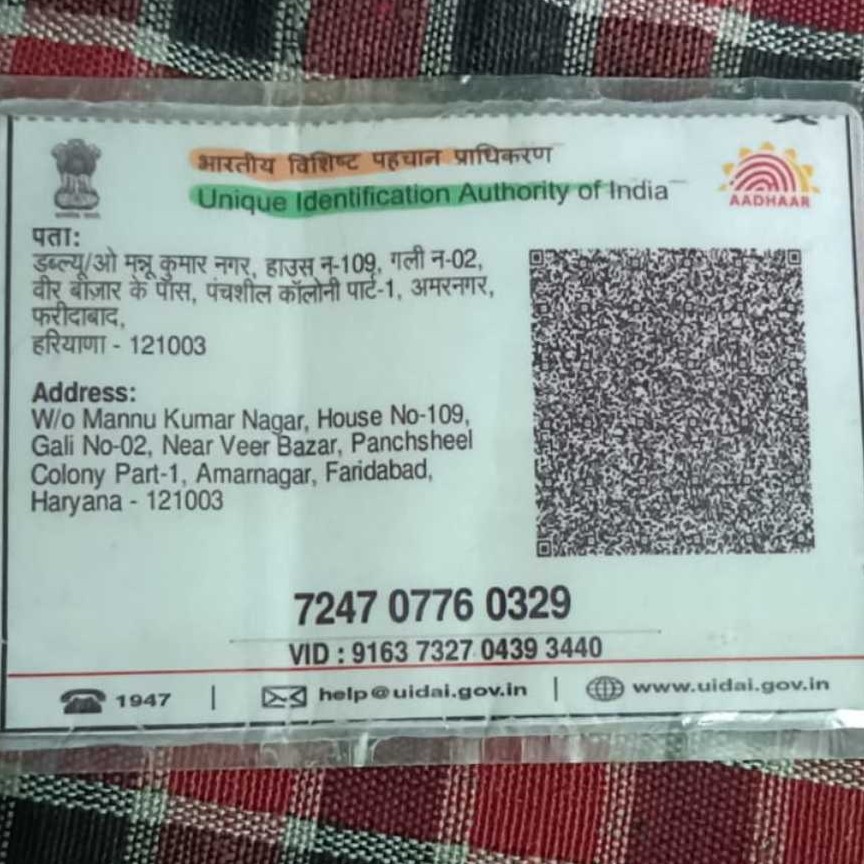 भारतीय विशिष्ट पहचान प्राधिकरण
Unique Identification Authority of India
AADHAAR
पता:
डब्ल्यू/ओ मन्नू कुमार नगर, हाउस न-109, गली न-02,
वीर बाज़ार के पास, पंचशील कॉलोनी पार्ट-1, अमरनगर,
फरीदाबाद,
हरियाणा - 121003
Address:
W/o Mannu Kumar Nagar, House No-109,
Gali No-02, Near Veer Bazar, Panchsheel
Colony Part-1, Amarnagar, Faridabad,
Haryana - 121003
7247 0776 0329
VID : 9163 7327 0439 3440
1947 | help@uidai.gov.in | www.uidai.gov.in